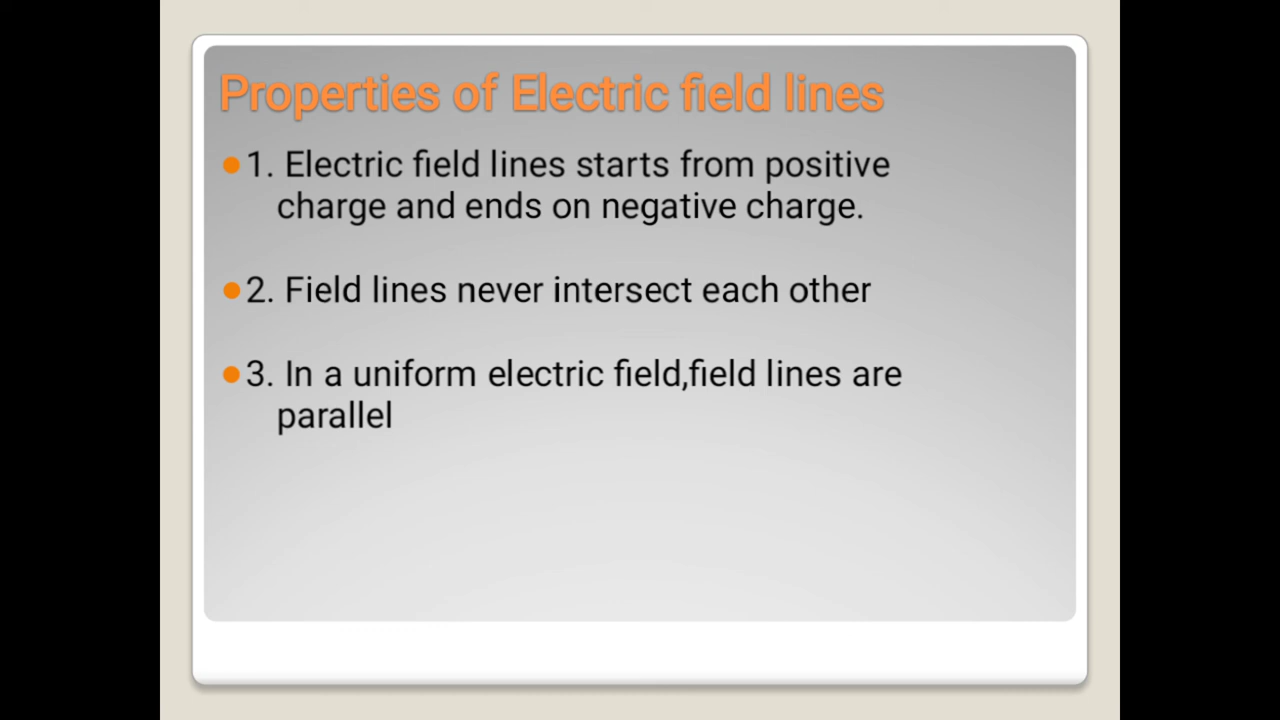 Properties of Electric field lines
1. Electric field lines starts from positive
charge and ends on negative charge.
2. Field lines never intersect each other
3. In a uniform electric field,field lines are
parallel